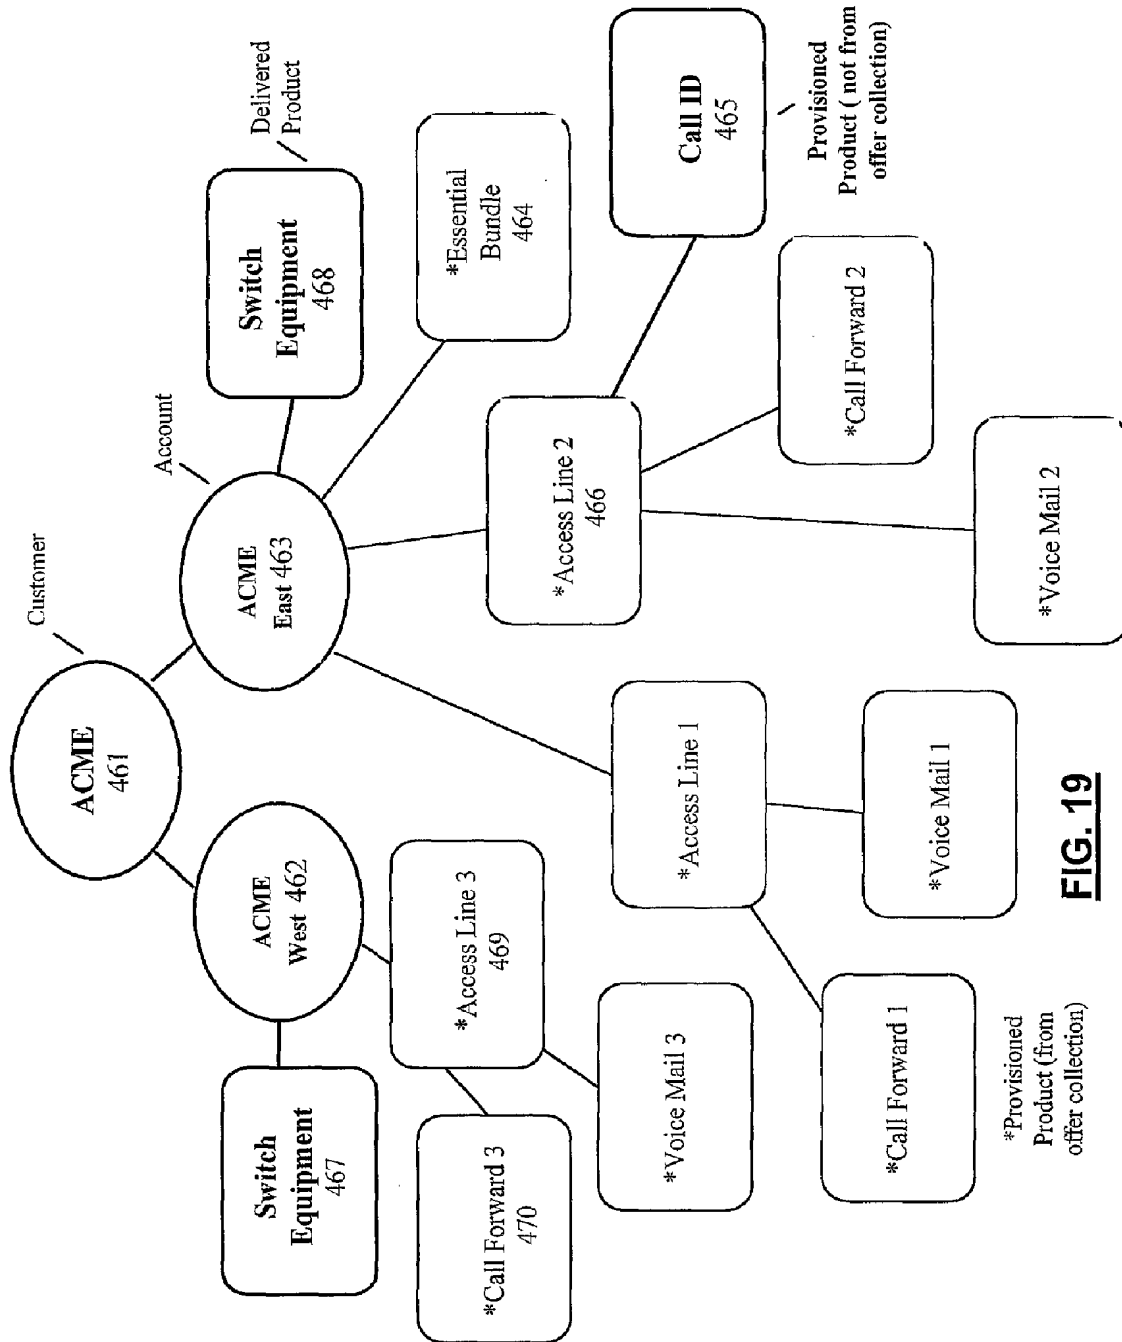 Customer
ACME
461
Account
ACME
West 462
ACME
East 463
Delivered
Product
Switch
Equipment
467
Switch
Equipment
468
*Call Forward 3
470
*Access Line 3
469
*Essential
Bundle
464
*Access Line 2
466
*Voice Mail 3
*Access Line 1
Call ID
465
*Call Forward 1
*Voice Mail 1
*Call Forward 2
Provisioned
Product ( not from
offer collection)
*Voice Mail 2
*Provisioned
Product (from
offer collection)
FIG. 19